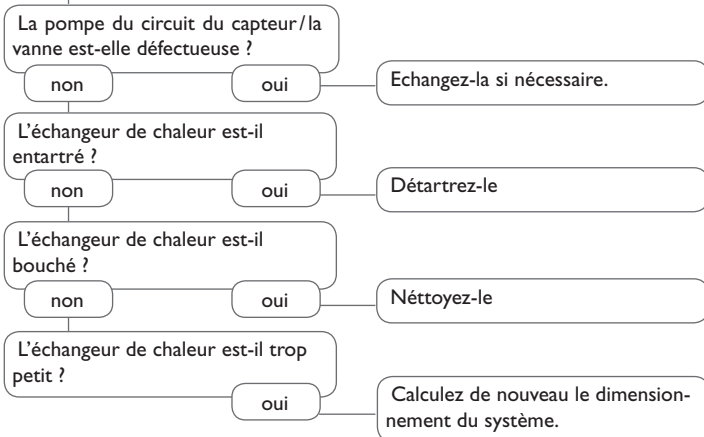 La pompe du circuit du capteur/la
vanne est-elle défectueuse ?
non
oui
Echangez-la si nécessaire.
L'échangeur de chaleur est-il
entartré ?
non
oui
Détartrez-le
L'échangeur de chaleur est-il
bouché ?
non
oui
Néttoyez-le
L'échangeur de chaleur est-il trop
petit ?
oui
Calculez de nouveau le dimension-
nement du système.